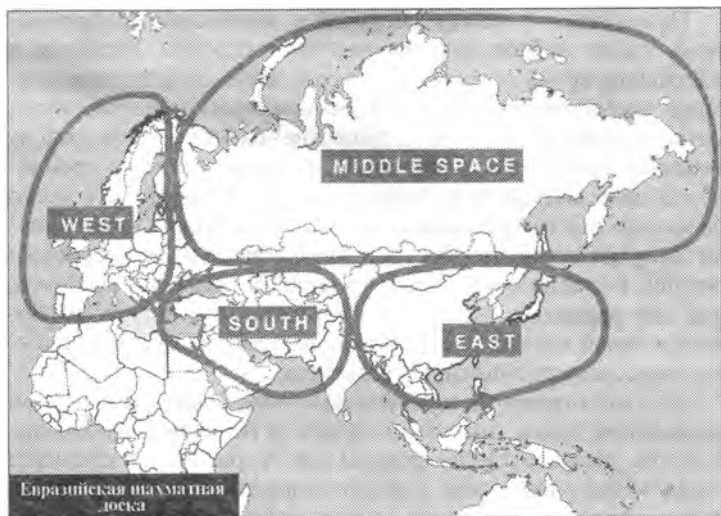 MIDDLE SPACE
WEST
SOUTH
EAST
Евразийская шахматная
доска